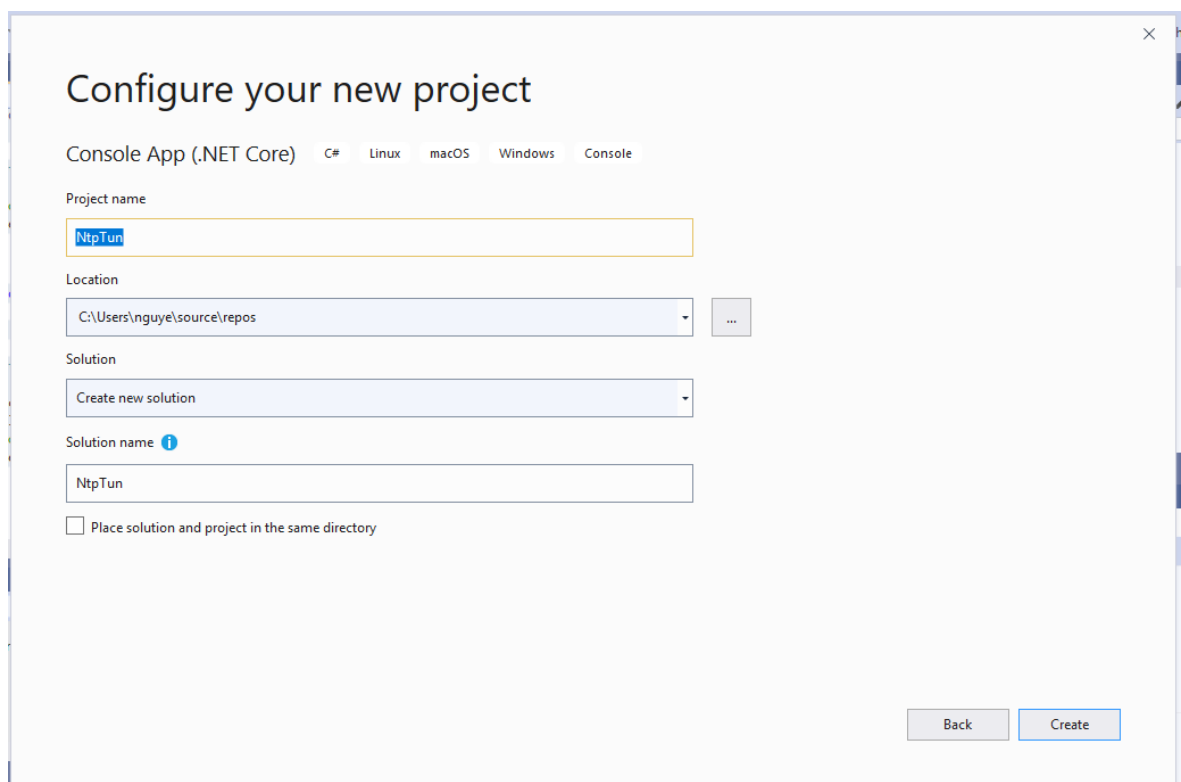 Configure your new project
Console App (.NET Core) C# Linux macOS Windows Console
Project name
NtpTun
Location
C:\Users\nguye\source\repos
...
Solution
Create new solution
Solution name
NtpTun
Place solution and project in the same directory
Back Create